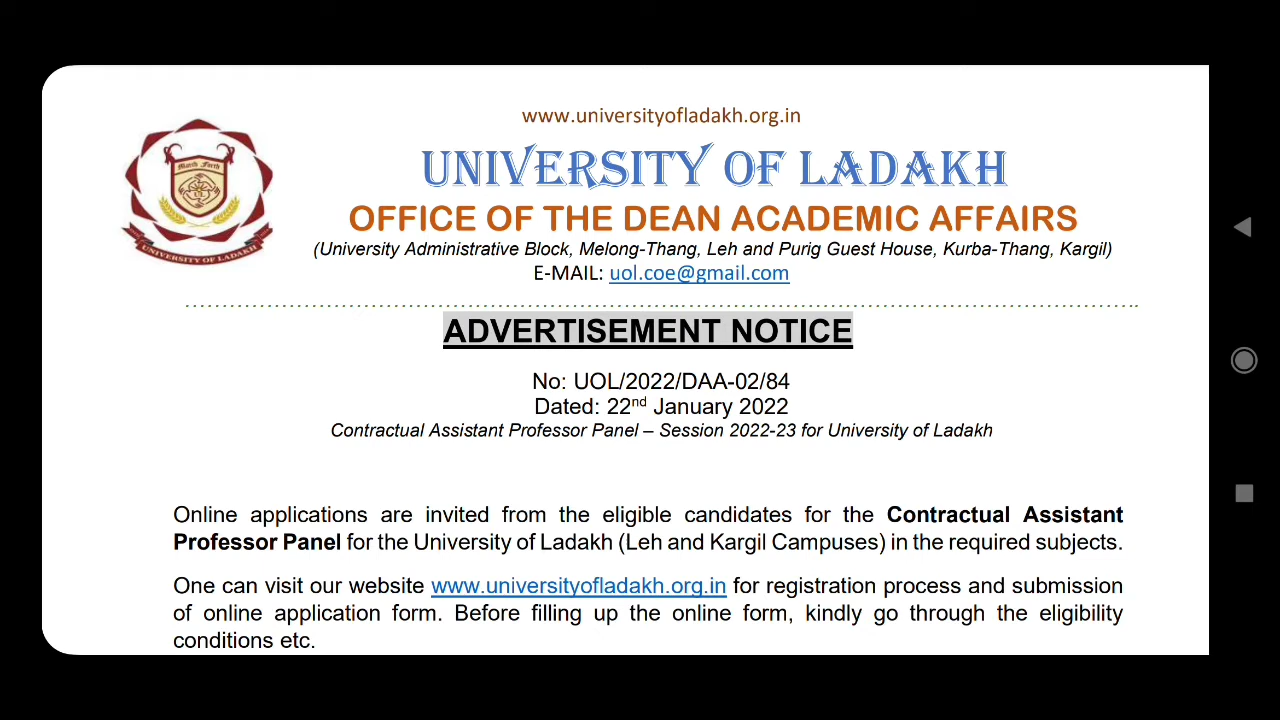 www.universityofladakh.org.in
UNIVERSITY OF LADAKH
OFFICE OF THE DEAN ACADEMIC AFFAIRS
(University Administrative Block, Melong-Thang, Leh and Purig Guest House, Kurba-Thang, Kargil)
E-MAIL: uol.coe@gmail.com
March Forth
UNIVERSITY OF LADAKH
ADVERTISEMENT NOTICE
No: UOL/2022/DAA-02/84
Dated: 22nd January 2022
Contractual Assistant Professor Panel – Session 2022-23 for University of Ladakh
Online applications are invited from the eligible candidates for the Contractual Assistant
Professor Panel for the University of Ladakh (Leh and Kargil Campuses) in the required subjects.
One can visit our website www.universityofladakh.org.in for registration process and submission
of online application form. Before filling up the online form, kindly go through the eligibility
conditions etc.